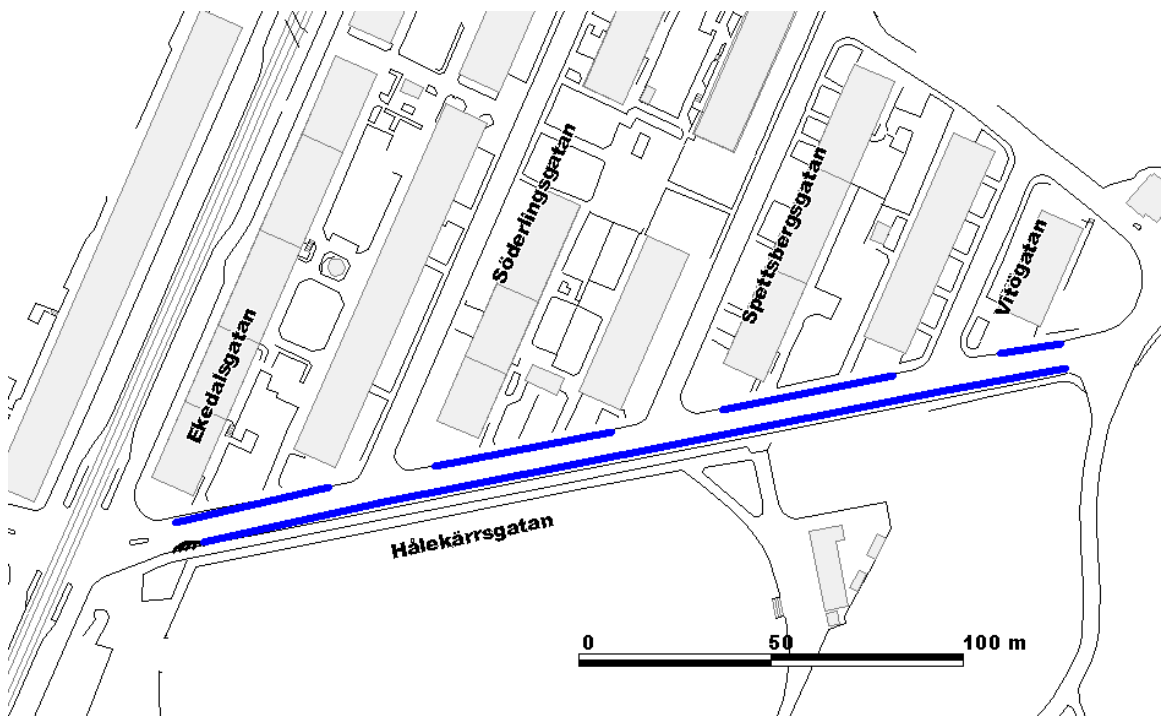 Ekedalsgatan
Söderlingsgatan
Spettsbergsgatan
Vitögatan
Hålekärrsgatan
0 50 100 m